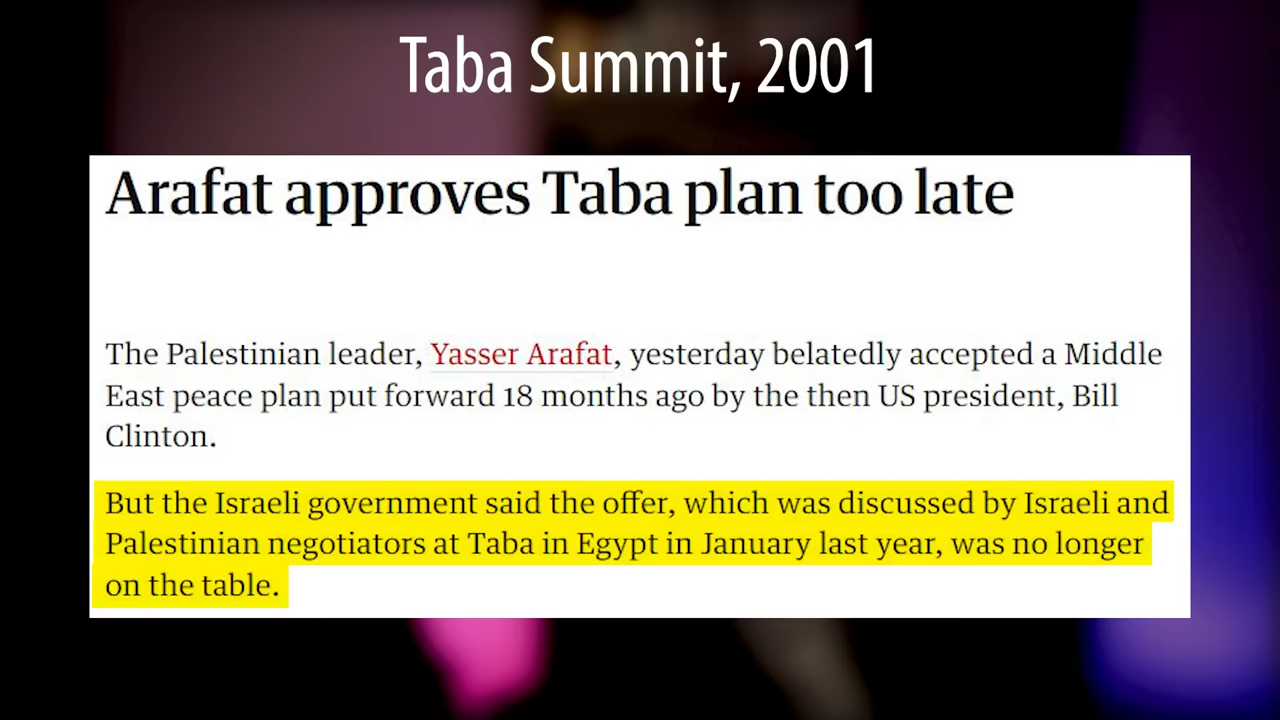 Taba Summit, 2001
Arafat approves Taba plan too late
The Palestinian leader, Yasser Arafat, yesterday belatedly accepted a Middle
East peace plan put forward 18 months ago by the then US president, Bill
Clinton.
But the Israeli government said the offer, which was discussed by Israeli and
Palestinian negotiators at Taba in Egypt in January last year, was no longer
on the table.